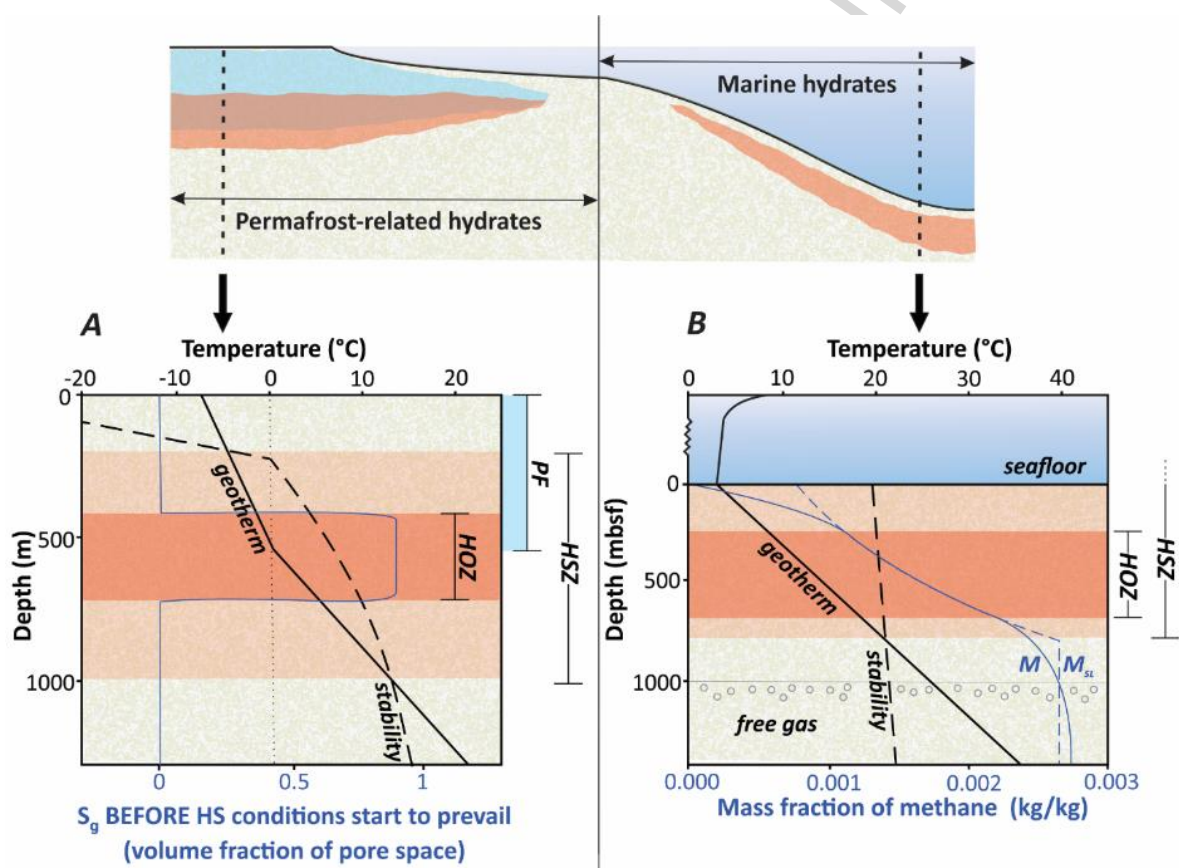 Marine hydrates
Permafrost-related hydrates
A
Temperature (°C)
-20 -10 0 10 20
0
500
1000
Depth (m)
geotherm
stability
HOZ
PF
HSZ
0 0.5 1
Sg BEFORE HS conditions start to prevail
(volume fraction of pore space)
B
Temperature (°C)
0 10 20 30 40
seafloor
0
500
1000
Depth (mbsf)
geotherm
stability
HOZ
HSZ
M MSL
free gas
0.000 0.001 0.002 0.003
Mass fraction of methane (kg/kg)